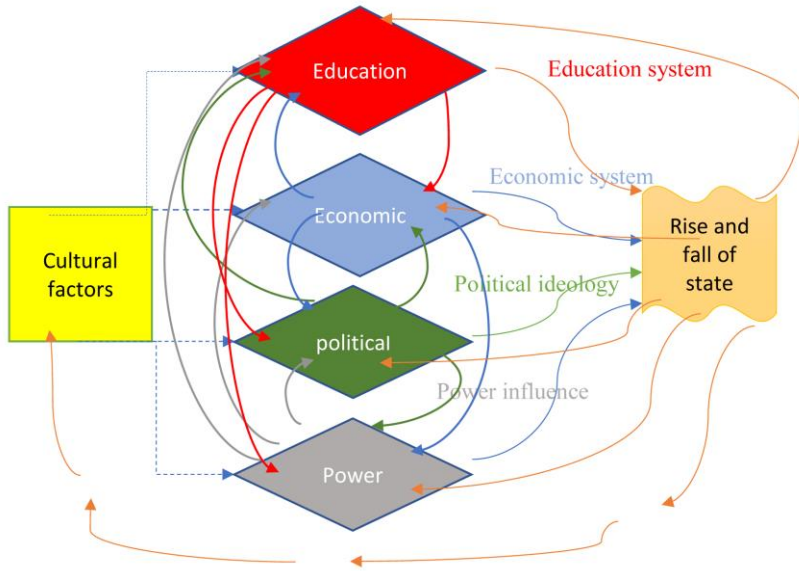 Education
Education system
Economic system
Economic
Cultural
factors
Rise and
fall of
state
Political ideology
political
Power influence
Power